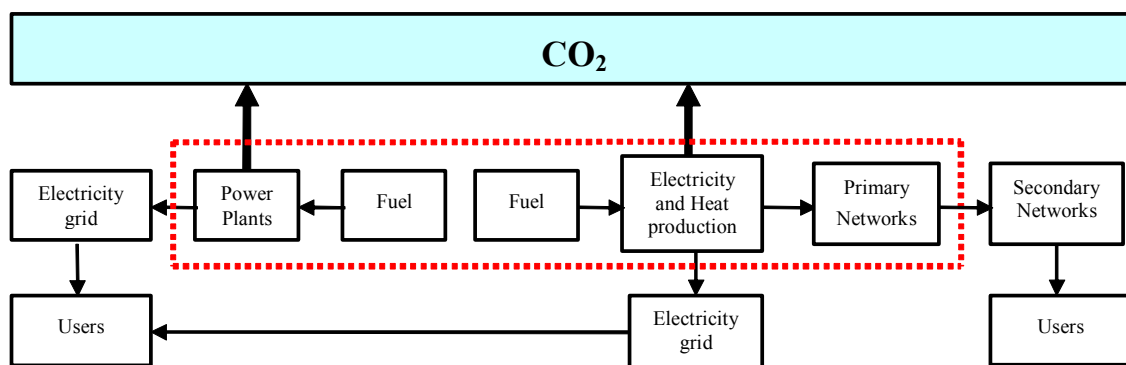 CO₂
Electricity
grid
Power
Plants
Fuel
Fuel
Electricity
and Heat
production
Primary
Networks
Secondary
Networks
Users
Electricity
grid
Users